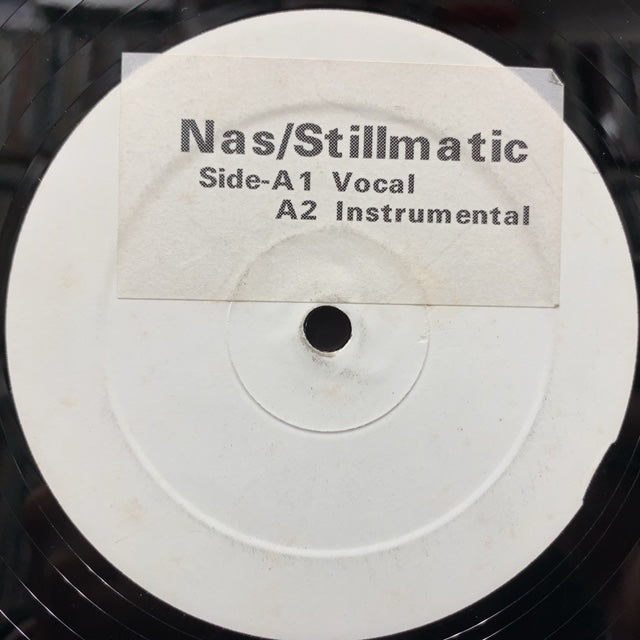 Nas/Stillmatic
Side-A1 Vocal
A2 Instrumental